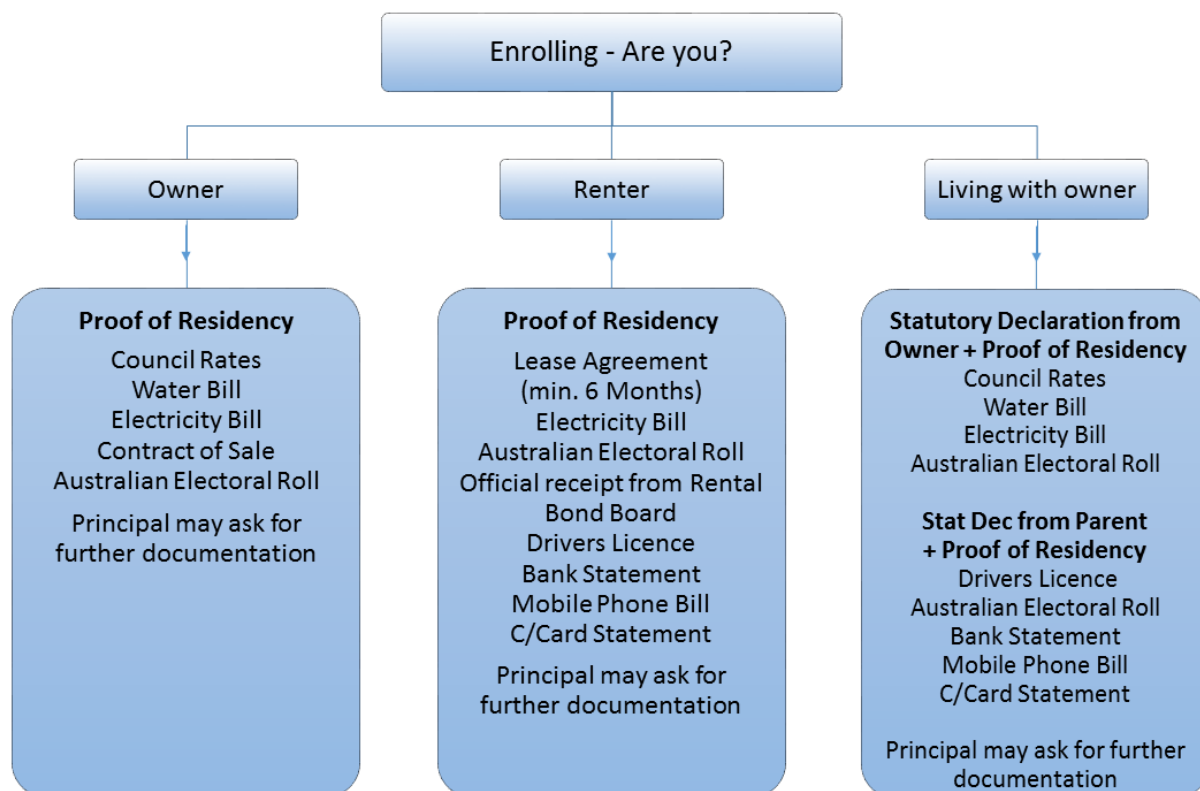 Enrolling - Are you?
Owner
Renter
Living with owner
Proof of Residency
Council Rates
Water Bill
Electricity Bill
Contract of Sale
Australian Electoral Roll
Principal may ask for
further documentation
Proof of Residency
Lease Agreement
(min. 6 Months)
Electricity Bill
Australian Electoral Roll
Official receipt from Rental
Bond Board
Drivers Licence
Bank Statement
Mobile Phone Bill
C/Card Statement
Principal may ask for
further documentation
Statutory Declaration from
Owner + Proof of Residency
Council Rates
Water Bill
Electricity Bill
Australian Electoral Roll
Stat Dec from Parent
+ Proof of Residency
Drivers Licence
Australian Electoral Roll
Bank Statement
Mobile Phone Bill
C/Card Statement
Principal may ask for further
documentation